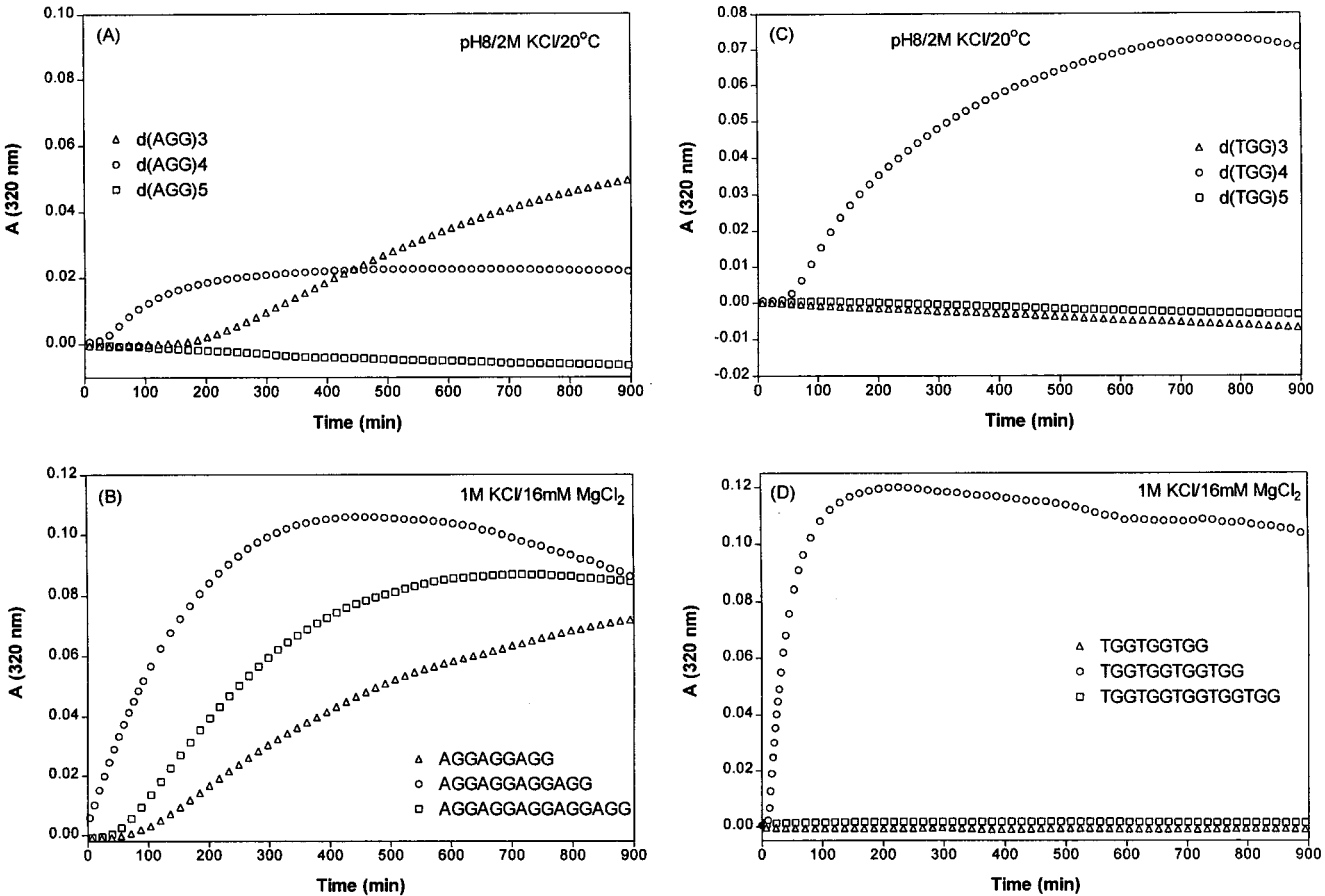 (A)
pH8/2M KCl/20°C
0.10
0.08
0.06
0.04
0.02
0.00
A (320 nm)
d(AGG)3
d(AGG)4
d(AGG)5
0 100 200 300 400 500 600 700 800 900
Time (min)
(C)
pH8/2M KCl/20°C
0.08
0.07
0.06
0.05
0.04
0.03
0.02
0.01
0.00
-0.01
-0.02
A (320 nm)
d(TGG)3
d(TGG)4
d(TGG)5
0 100 200 300 400 500 600 700 800 900
Time (min)
(B)
1M KCl/16mM MgCl₂
0.12
0.10
0.08
0.06
0.04
0.02
0.00
A (320 nm)
AGGAGGAGG
AGGAGGAGGAGG
AGGAGGAGGAGGAGG
0 100 200 300 400 500 600 700 800 900
Time (min)
(D)
1M KCl/16mM MgCl₂
0.12
0.10
0.08
0.06
0.04
0.02
0.00
A (320 nm)
TGGTGGTGG
TGGTGGTGGTGG
TGGTGGTGGTGGTGG
0 100 200 300 400 500 600 700 800 900
Time (min)